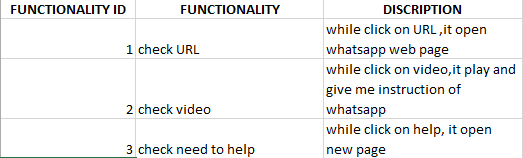 FUNCTIONALITY ID FUNCTIONALITY DISCRIPTION
1 check URL while click on URL ,it open
whatsapp web page
2 check video while click on video,it play and
give me instruction of
whatsapp
3 check need to help while click on help, it open
new page